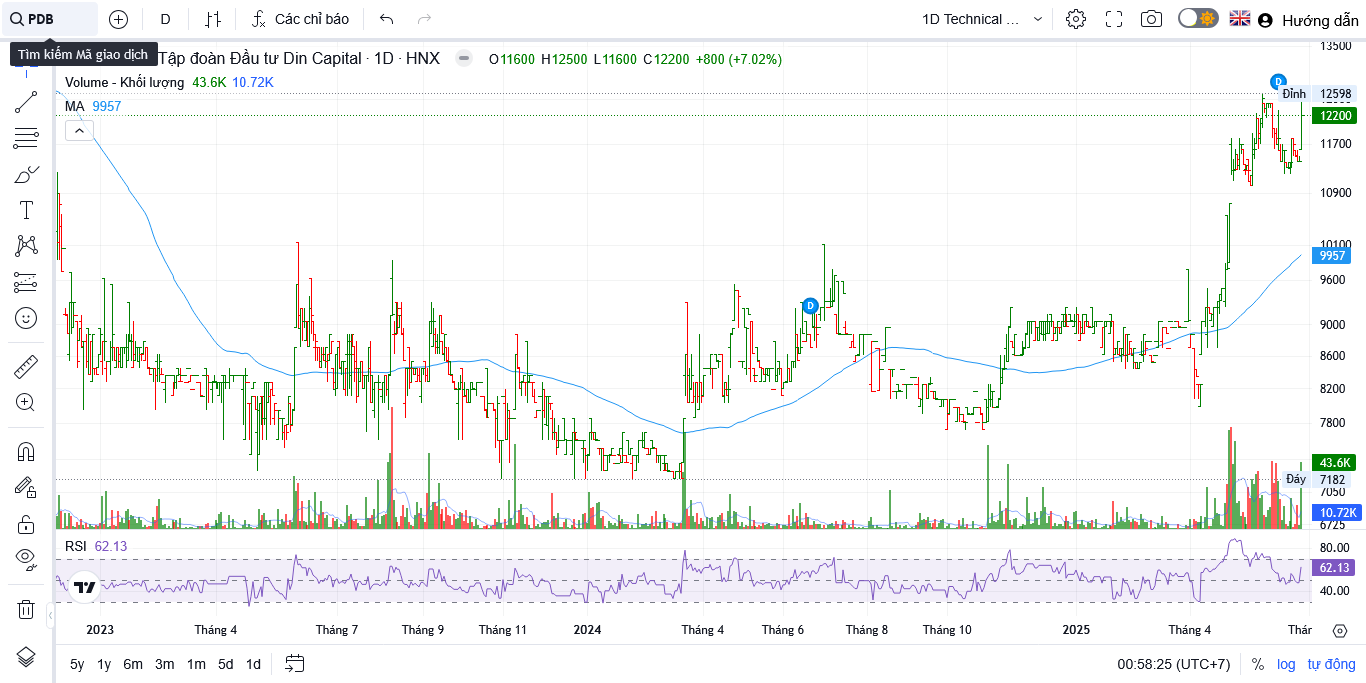 PDB D Các chỉ báo 1D Technical ... Hướng dẫn
Tìm kiếm Mã giao dịch Tập đoàn Đầu tư Din Capital · 1D · HNX O11600 H12500 L11600 C12200 +800 (+7.02%)
Volume - Khối lượng 43.6K 10.72K
MA 9957
13500
D
Đỉnh 12598
12200
11700
10900
10100
9957
9600
D
9000
8600
8200
7800
43.6K
Đáy 7182
7050
10.72K
6725
RSI 62.13
80.00
62.13
40.00
2023 Tháng 4 Tháng 7 Tháng 9 Tháng 11 2024 Tháng 4 Tháng 6 Tháng 8 Tháng 10 2025 Tháng 4 Thár
5y 1y 6m 3m 1m 5d 1d 00:58:25 (UTC+7) % log tự động